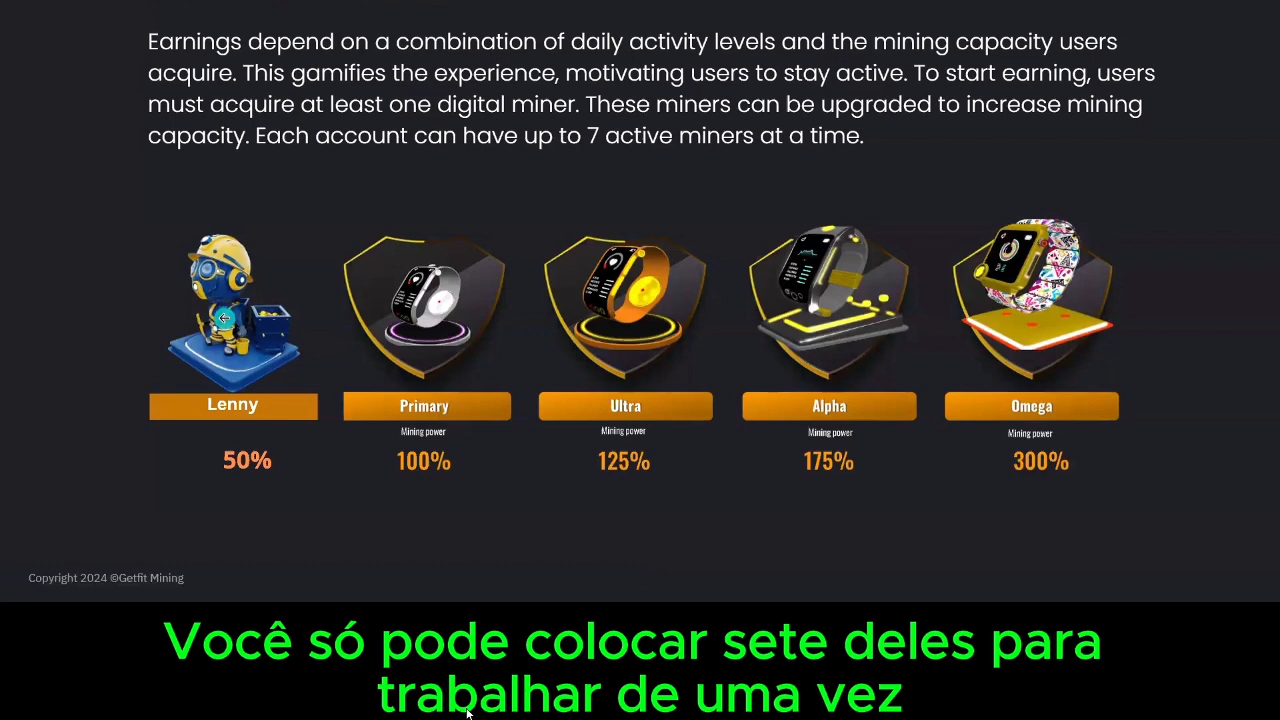 Earnings depend on a combination of daily activity levels and the mining capacity users
acquire. This gamifies the experience, motivating users to stay active. To start earning, users
must acquire at least one digital miner. These miners can be upgraded to increase mining
capacity. Each account can have up to 7 active miners at a time.
Lenny
Primary
Ultra
Alpha
Omega
Mining power
Mining power
Mining power
Mining power
50%
100%
125%
175%
300%
Copyright 2024 ©Getfit Mining
Você só pode colocar sete deles para
trabalhar de uma vez